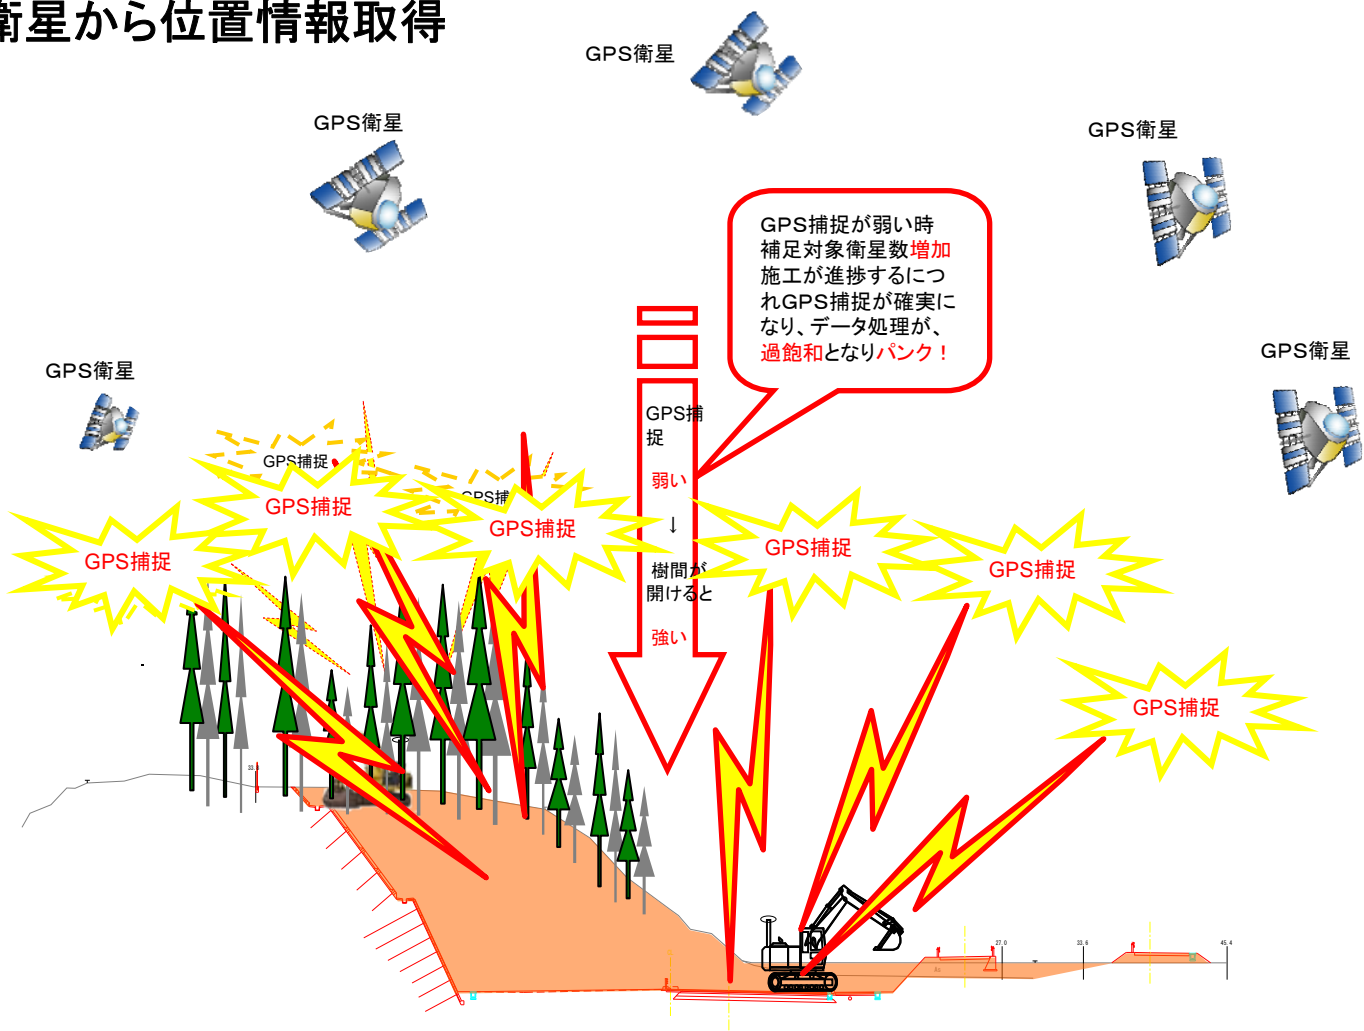 衛星から位置情報取得
GPS衛星
GPS衛星
GPS衛星
GPS捕捉が弱い時
補足対象衛星数増加
施工が進捗するにつ
れGPS捕捉が確実に
なり、データ処理が、
過飽和となりパンク！
GPS衛星
GPS衛星
GPS捕
捉
弱い
↓
樹間が
開けると
強い
GPS捕捉
GPS捕
GPS捕捉
GPS捕捉
GPS捕捉
GPS捕捉
GPS捕捉
GPS捕捉
27.0
33.6
45.4